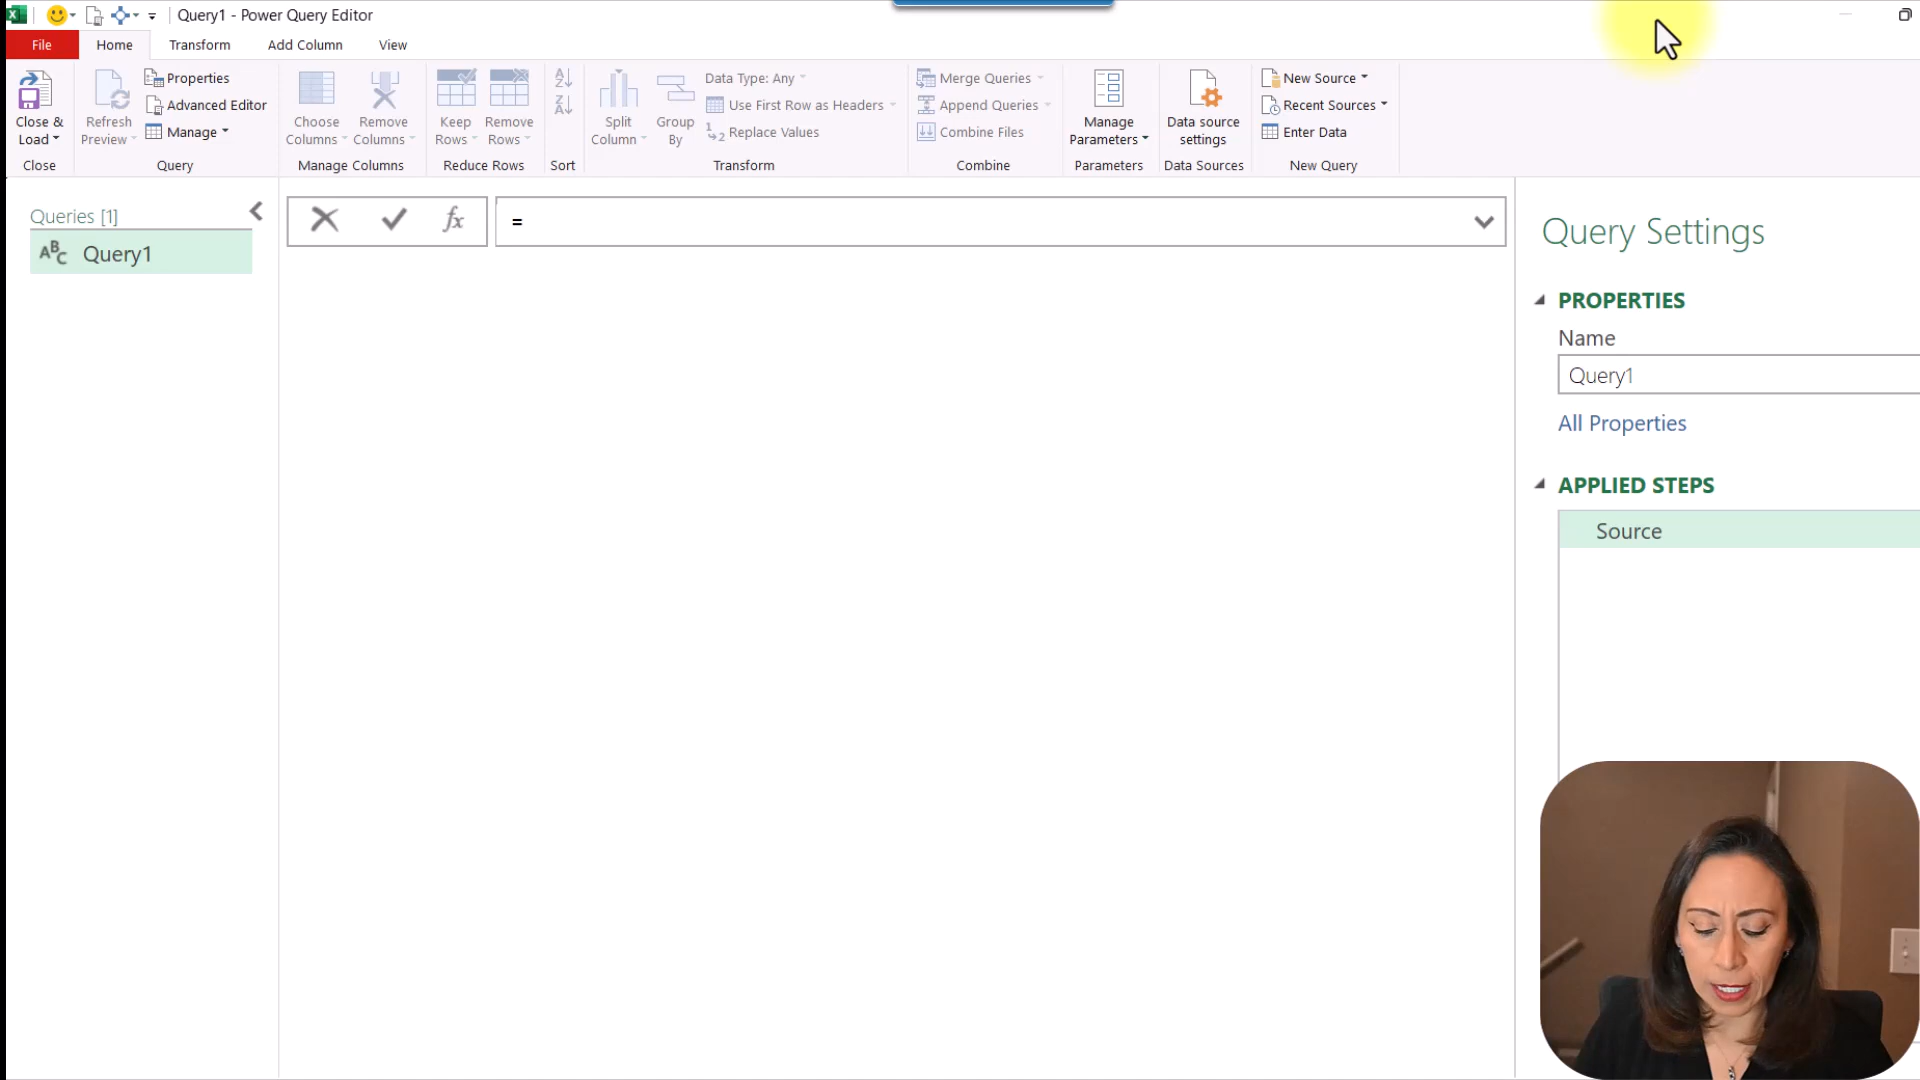 Query1 - Power Query Editor
File Home Transform Add Column View
Close & Load
Close
Refresh Preview
Properties
Advanced Editor
Manage
Query
Choose Columns
Remove Columns
Manage Columns
Keep Rows
Remove Rows
Reduce Rows
Sort
Split Column
Group By
Data Type: Any
Use First Row as Headers
Replace Values
Transform
Merge Queries
Append Queries
Combine Files
Combine
Manage Parameters
Parameters
Data source settings
Data Sources
New Source
Recent Sources
Enter Data
New Query
Queries [1]
ABC Query1
fx
=
Query Settings
PROPERTIES
Name
Query1
All Properties
APPLIED STEPS
Source